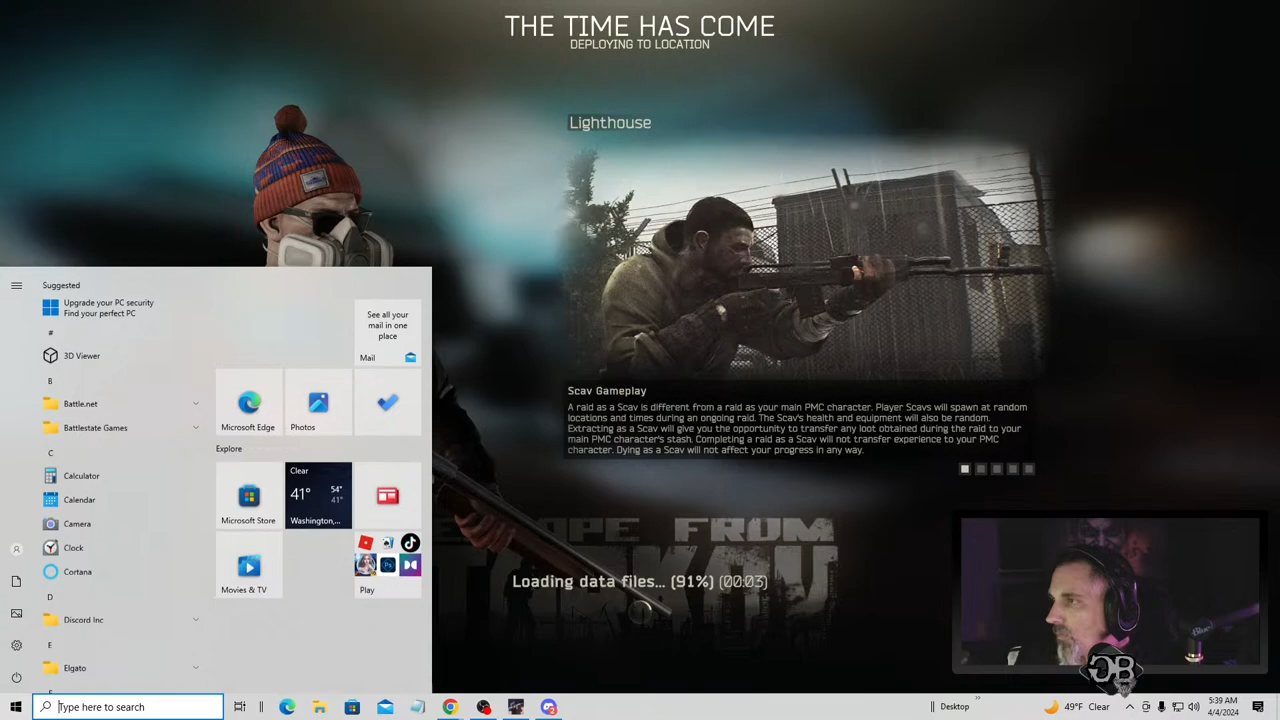 THE TIME HAS COME
DEPLOYING TO LOCATION
Lighthouse
Scav Gameplay
A raid as a Scav is different from a raid as your main PMC character. Player Scavs will spawn at random
locations and times during an ongoing raid. The Scav's health and equipment will also be random.
Extracting as a Scav will give you the opportunity to transfer any loot obtained during the raid to your
main PMC character's stash. Completing a raid as a Scav will not transfer experience to your PMC
character. Dying as a Scav will not affect your progress in any way.
Loading data files... (91%) (00:03)
Suggested
Upgrade your PC security
Find your perfect PC
#
3D Viewer
B
Battle.net
Battlestate Games
C
Calculator
Calendar
Camera
Clock
Cortana
D
Discord Inc
E
Elgato
See all your
mail in one
place
Mail
Microsoft Edge
Photos
Explore
Microsoft Store
Clear
41°
54°
41°
Washington,...
Movies & TV
Play
Type here to search
Desktop
49°F Clear
5:39 AM
4/4/2024